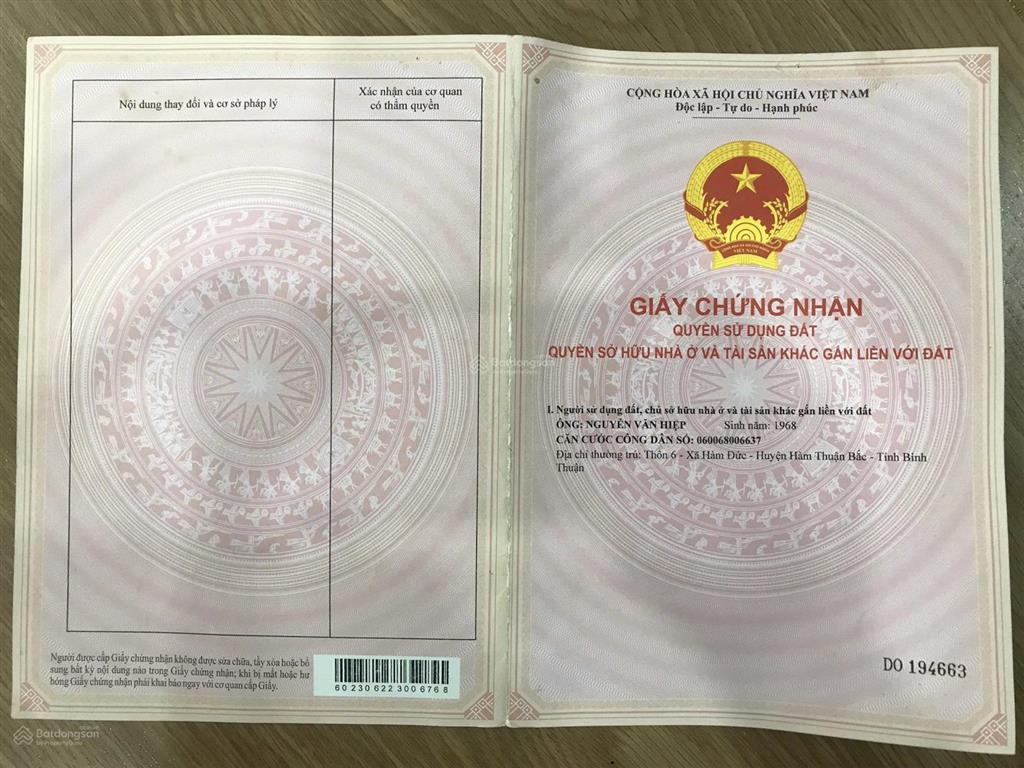 Nội dung thay đổi và cơ sở pháp lý
Xác nhận của cơ quan
có thẩm quyền
Người được cấp Giấy chứng nhận không được sửa chữa, tẩy xóa hoặc bổ
sung bất kỳ nội dung nào trong Giấy chứng nhận; khi bị mất hoặc hư
hỏng Giấy chứng nhận phải khai báo ngay với cơ quan cấp Giấy.
602306223006768
CỘNG HÒA XÃ HỘI CHỦ NGHĨA VIỆT NAM
Độc lập - Tự do - Hạnh phúc
VIỆT NAM
GIẤY CHỨNG NHẬN
QUYỀN SỬ DỤNG ĐẤT
QUYỀN SỞ HỮU NHÀ Ở VÀ TÀI SẢN KHÁC GẮN LIỀN VỚI ĐẤT
I. Người sử dụng đất, chủ sở hữu nhà ở và tài sản khác gắn liền với đất
ÔNG: NGUYỄN VĂN HIỆP Sinh năm: 1968
CĂN CƯỚC CÔNG DÂN SỐ: 060068006637
Địa chỉ thường trú: Thôn 6 - Xã Hàm Đức - Huyện Hàm Thuận Bắc - Tỉnh Bình
Thuận
DO 194663
Batdongsan
Batdongsan
by PropertyGuru